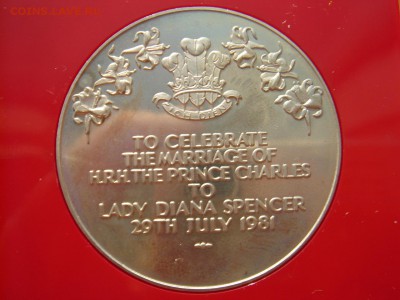 TO CELEBRATE
THE MARRIAGE OF
H.R.H. THE PRINCE CHARLES
TO
LADY DIANA SPENCER
29TH JULY 1981